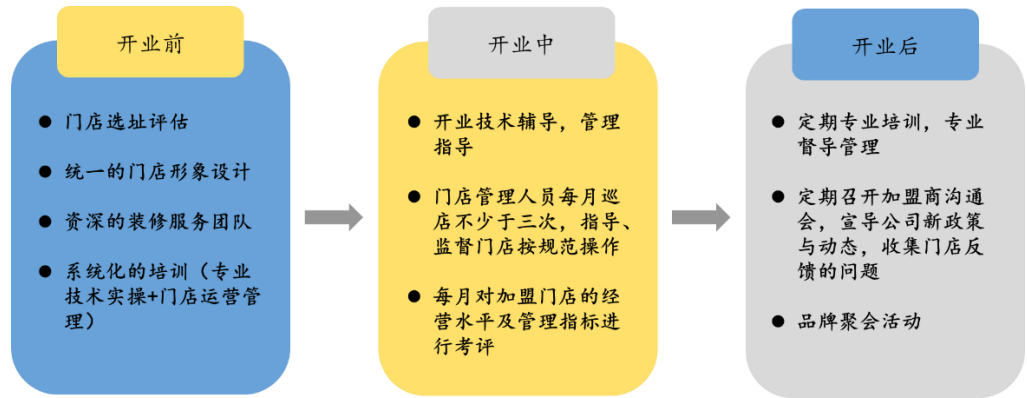 开业前
● 门店选址评估
● 统一的门店形象设计
● 资深的装修服务团队
● 系统化的培训（专业
技术实操+门店运营管
理）
开业中
● 开业技术辅导，管理
指导
● 门店管理人员每月巡
店不少于三次，指导、
监督门店按规范操作
● 每月对加盟门店的经
营水平及管理指标进
行考评
开业后
● 定期专业培训，专业
督导管理
● 定期召开加盟商沟通
会，宣导公司新政策
与动态，收集门店反
馈的问题
● 品牌聚会活动